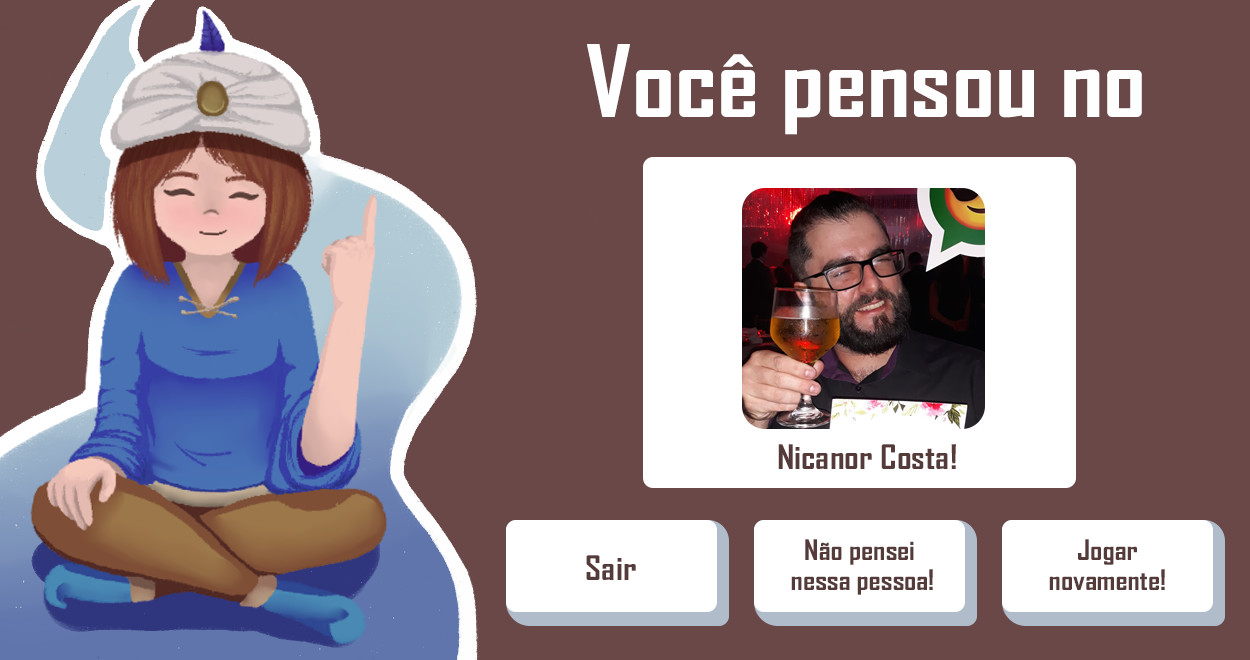 Você pensou no
Nicanor Costa!
Sair
Não pensei
nessa pessoa!
Jogar
novamente!